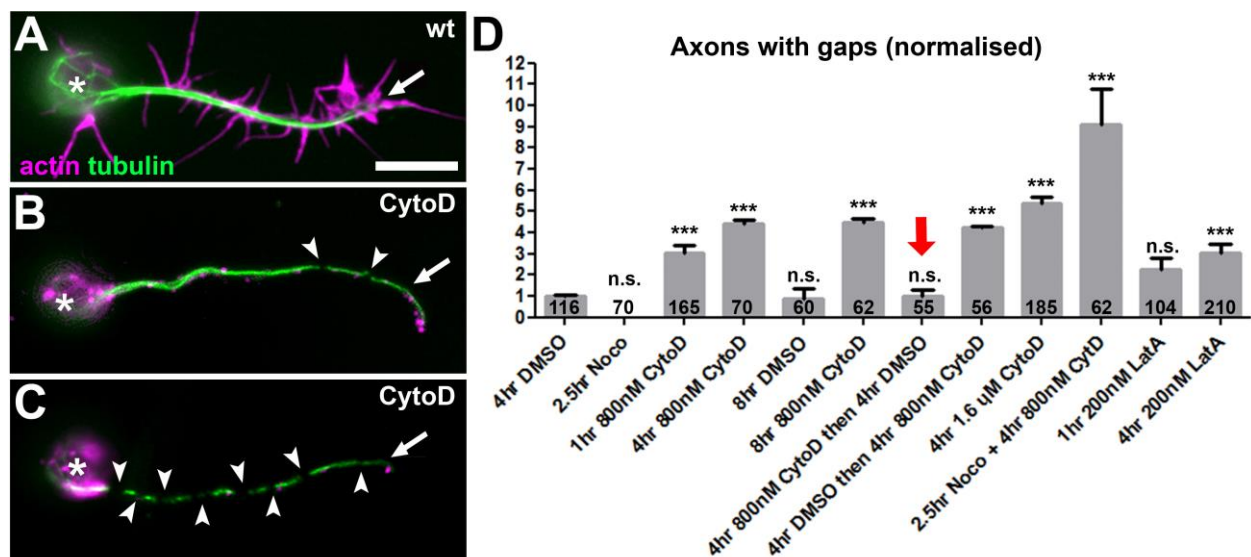 A
wt
*
actin tubulin
B
CytoD
*
C
CytoD
*
D
Axons with gaps (normalised)
12
11
10
9
8
7
6
5
4
3
2
1
0
n.s.
***
***
n.s.
***
n.s.
***
***
***
n.s.
***
116
70
165
70
60
62
55
56
185
62
104
210
4hr DMSO
2.5hr Noco
1hr 800nM CytoD
4hr 800nM CytoD
8hr DMSO
8hr 800nM CytoD
4hr 800nM CytoD then 4hr DMSO
4hr DMSO then 4hr 800nM CytoD
4hr 1.6 uM CytoD
2.5hr Noco + 4hr 800nM CytD
1hr 200nM LatA
4hr 200nM LatA